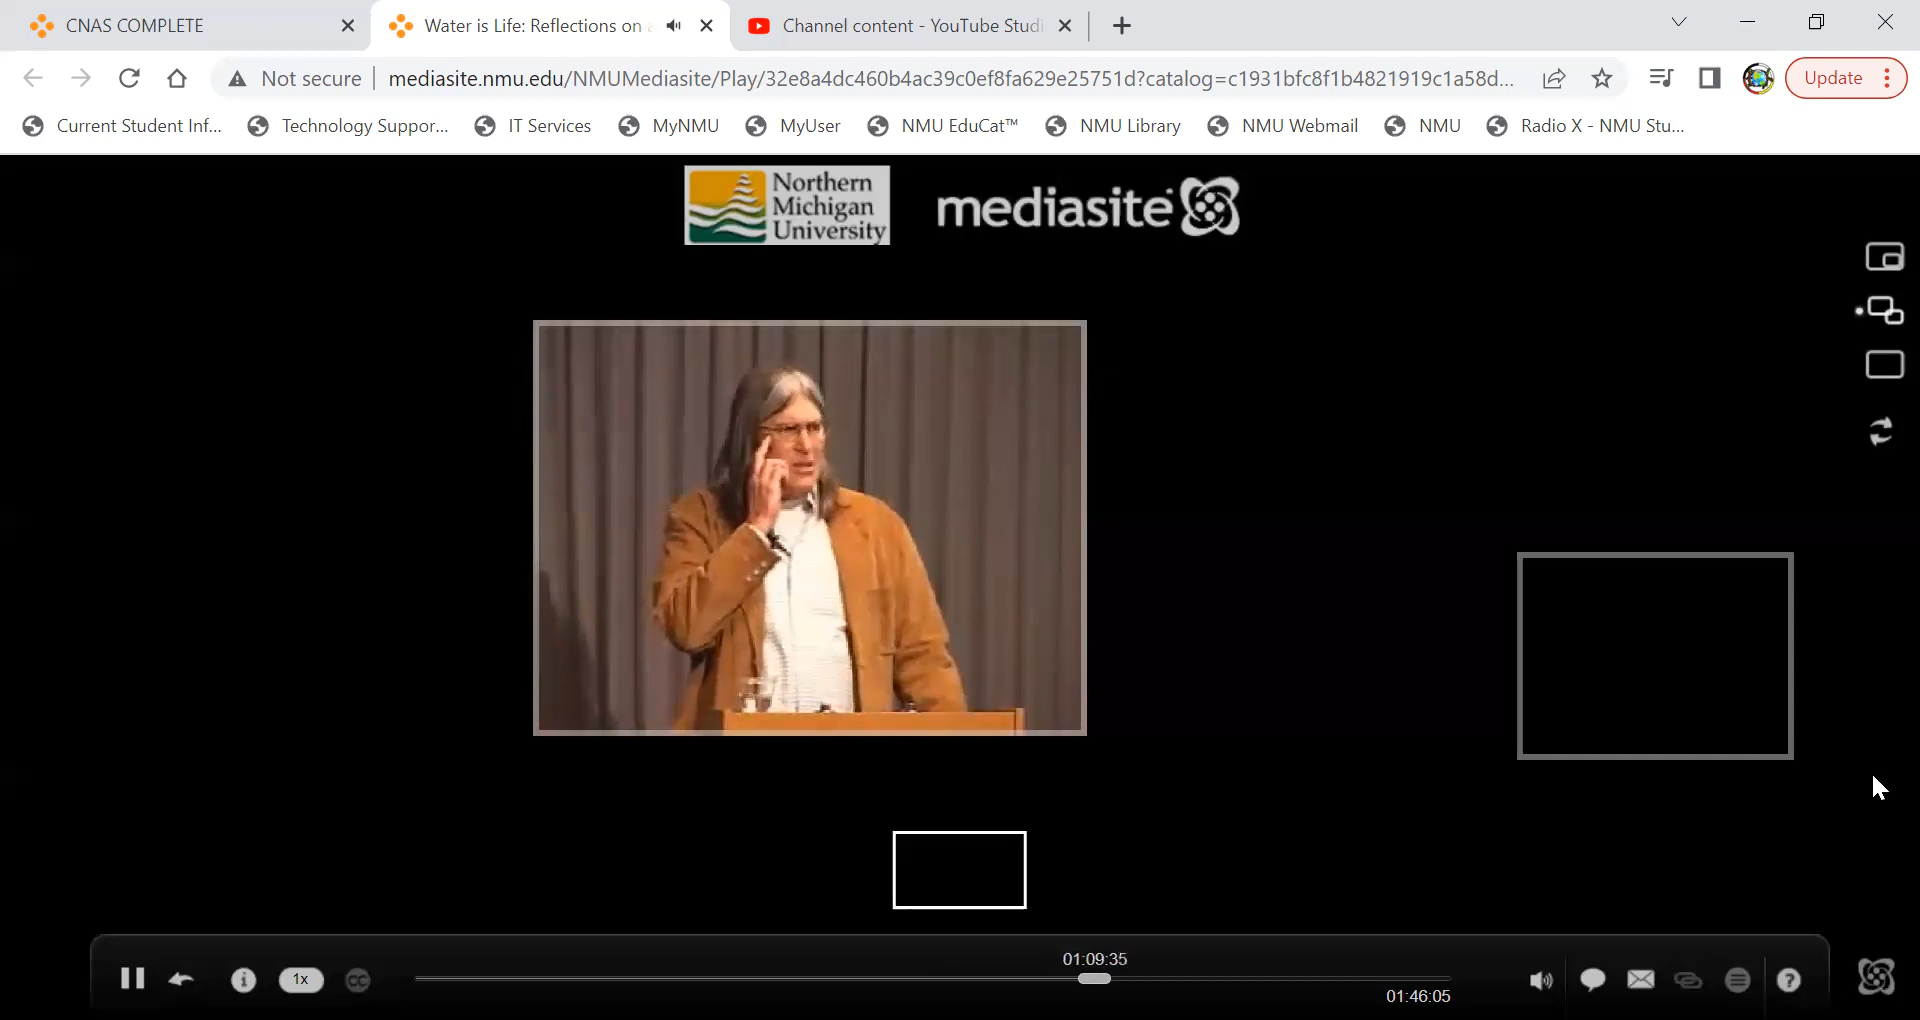 CNAS COMPLETE
Water is Life: Reflections on
Channel content - YouTube Studi
Not secure
mediasite.nmu.edu/NMUMediasite/Play/32e8a4dc460b4ac39c0ef8fa629e25751d?catalog=c1931bfc8f1b4821919c1a58d...
Update
Current Student Inf...
Technology Suppor...
IT Services
MyNMU
MyUser
NMU EduCat™
NMU Library
NMU Webmail
NMU
Radio X - NMU Stu...
Northern
Michigan
University
mediasite
01:09:35
1x
CC
01:46:05